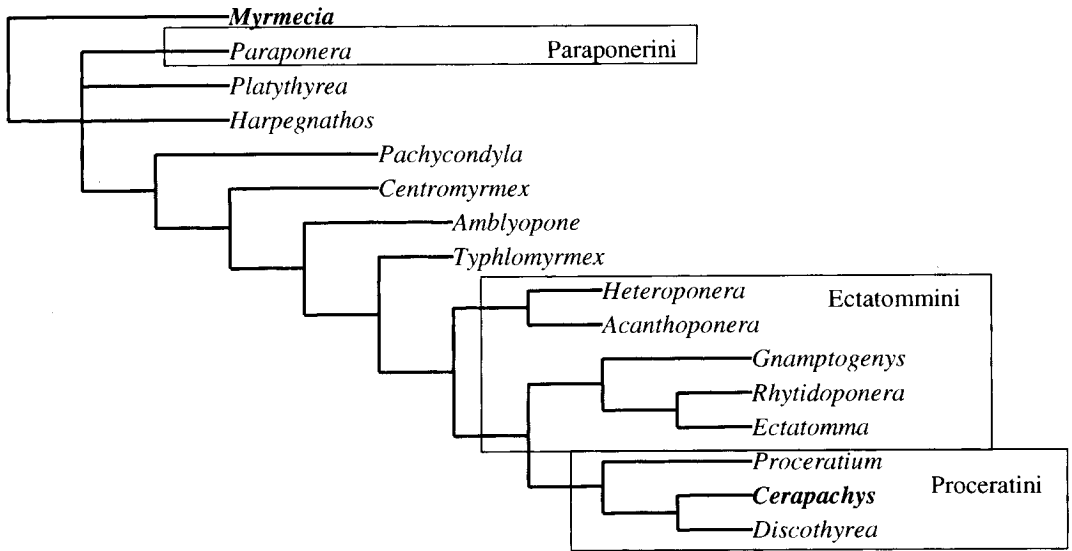 Myrmecia
Paraponera Paraponerini
Platythyrea
Harpegnathos
Pachycondyla
Centromyrmex
Amblyopone
Typhlomyrmex
Heteroponera Ectatommini
Acanthoponera
Gnamptogenys
Rhytidoponera
Ectatomma
Proceratium
Cerapachys Proceratini
Discothyrea